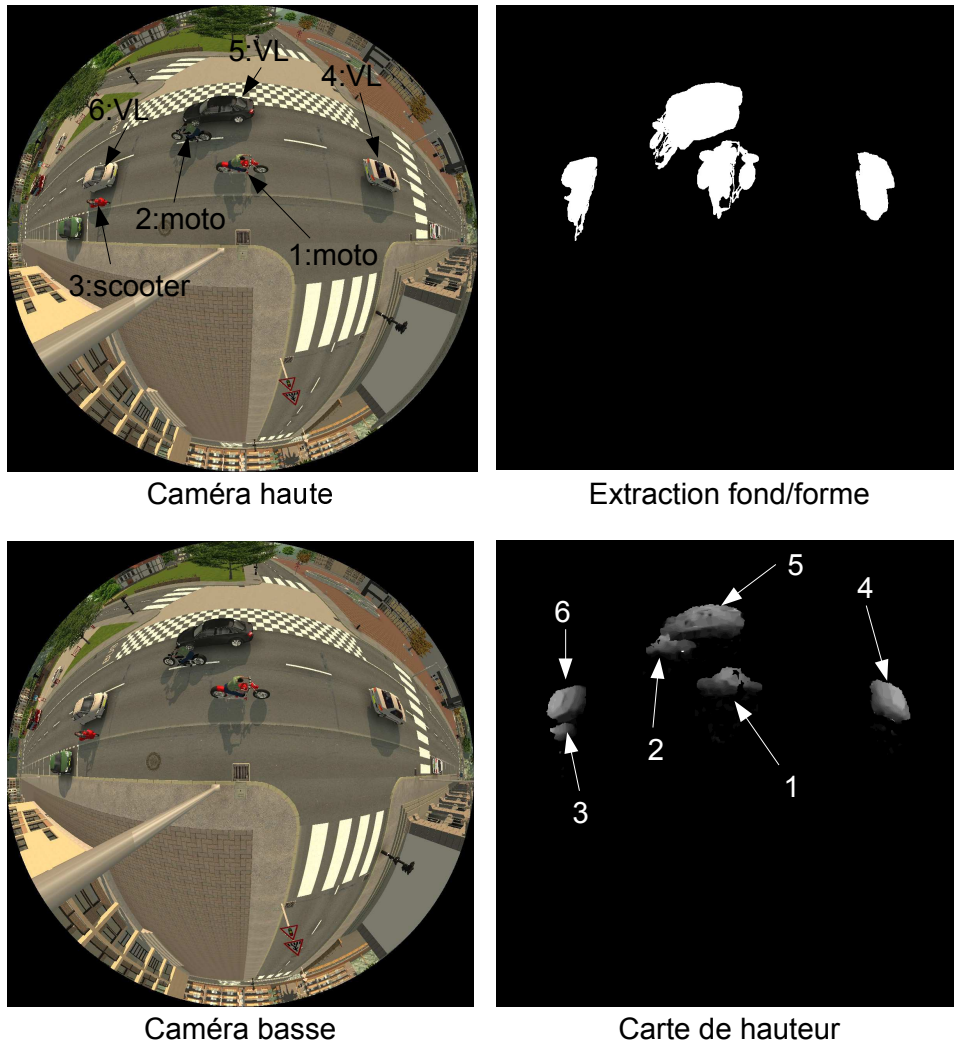 5:VL
4:VL
6:VL
2:moto
1:moto
3:scooter
Caméra haute
Extraction fond/forme
5
4
6
2
1
3
Caméra basse
Carte de hauteur